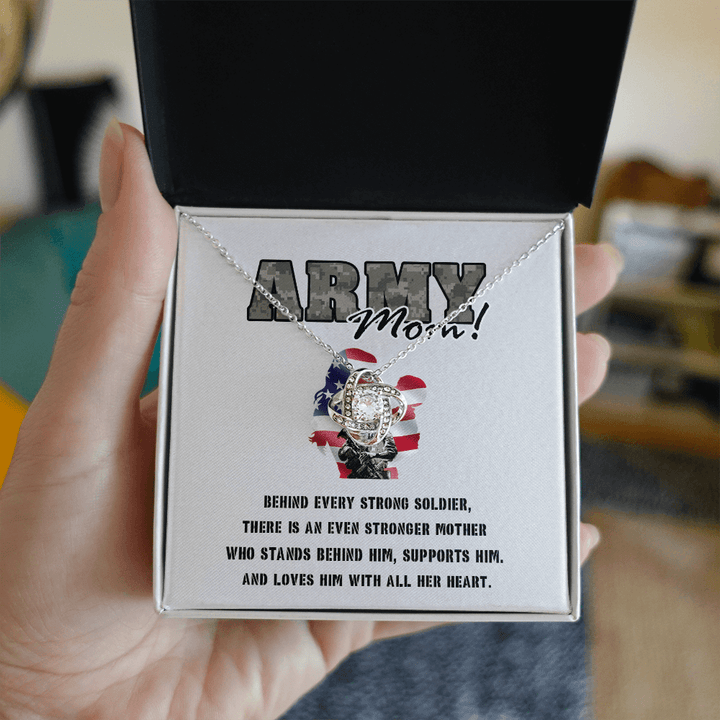 ARMY
Mom!
BEHIND EVERY STRONG SOLDIER,
THERE IS AN EVEN STRONGER MOTHER
WHO STANDS BEHIND HIM, SUPPORTS HIM.
AND LOVES HIM WITH ALL HER HEART.